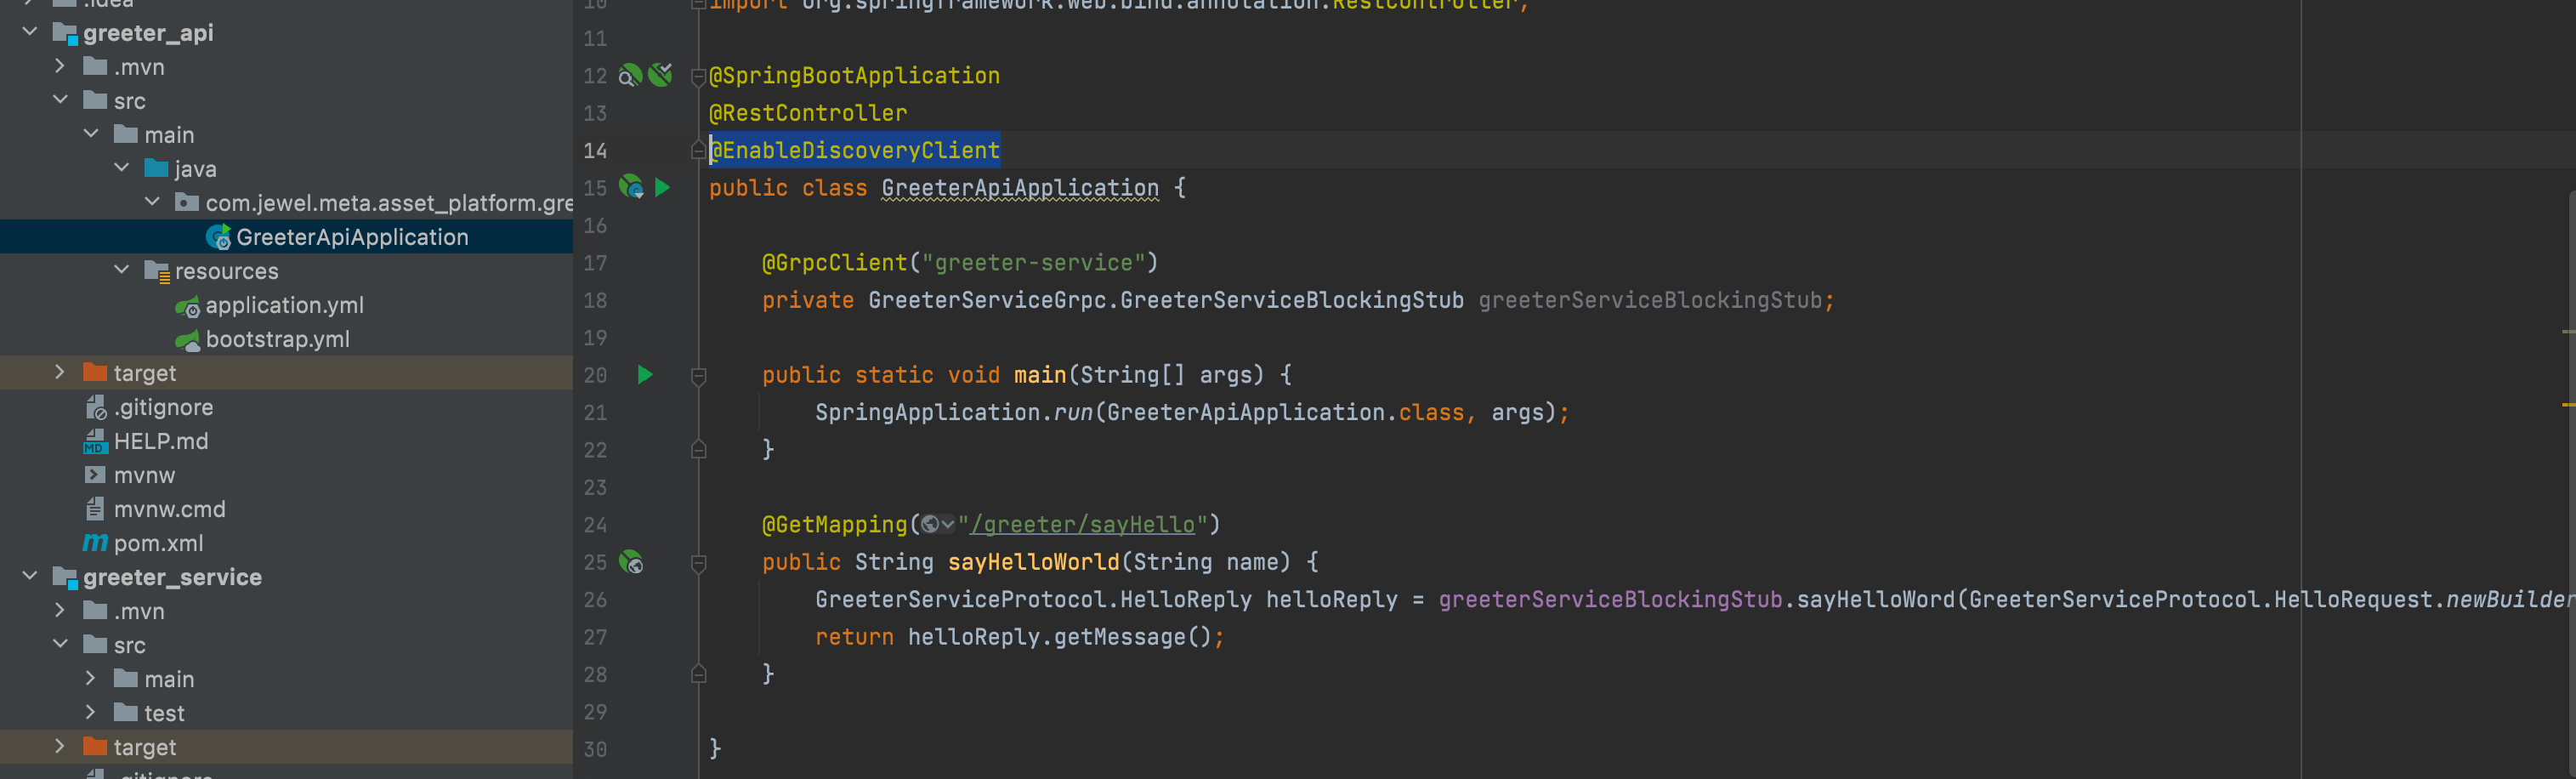 .idea
greeter_api
.mvn
src
main
java
com.jewel.meta.asset_platform.gre
GreeterApiApplication
resources
application.yml
bootstrap.yml
target
.gitignore
HELP.md
mvnw
mvnw.cmd
pom.xml
greeter_service
.mvn
src
main
test
target
.gitignore
10 import org.springframework.web.bind.annotation.RestController;
11
12 @SpringBootApplication
13 @RestController
14 @EnableDiscoveryClient
15 public class GreeterApiApplication {
16
17 @GrpcClient("greeter-service")
18 private GreeterServiceGrpc.GreeterServiceBlockingStub greeterServiceBlockingStub;
19
20 public static void main(String[] args) {
21 SpringApplication.run(GreeterApiApplication.class, args);
22 }
23
24 @GetMapping("/greeter/sayHello")
25 public String sayHelloWorld(String name) {
26 GreeterServiceProtocol.HelloReply helloReply = greeterServiceBlockingStub.sayHelloWord(GreeterServiceProtocol.HelloRequest.newBuilder
27 return helloReply.getMessage();
28 }
29
30 }